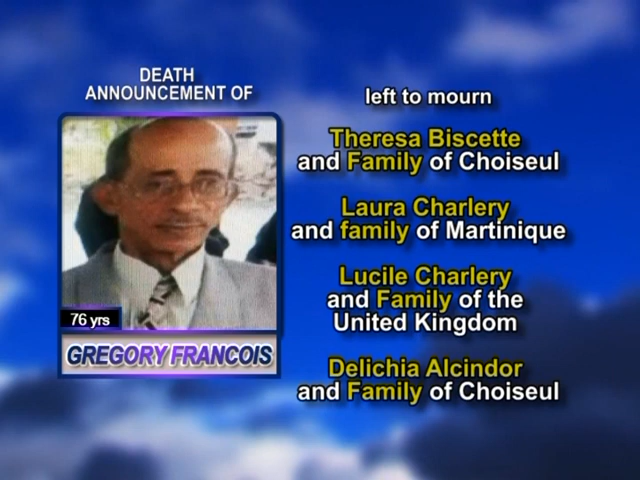 DEATH
ANNOUNCEMENT OF
76 yrs
GREGORY FRANCOIS
left to mourn
Theresa Biscette
and Family of Choiseul
Laura Charlery
and family of Martinique
Lucile Charlery
and Family of the
United Kingdom
Delichia Alcindor
and Family of Choiseul